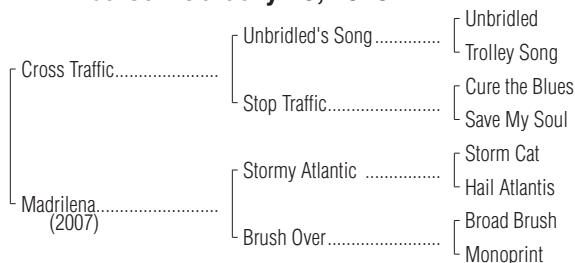 Unbridled
Unbridled's Song..............
Trolley Song
Cross Traffic......................
Cure the Blues
Stop Traffic........................
Save My Soul
Storm Cat
Stormy Atlantic ................
Hail Atlantis
Madrilena..........................
(2007)
Broad Brush
Brush Over........................
Monoprint